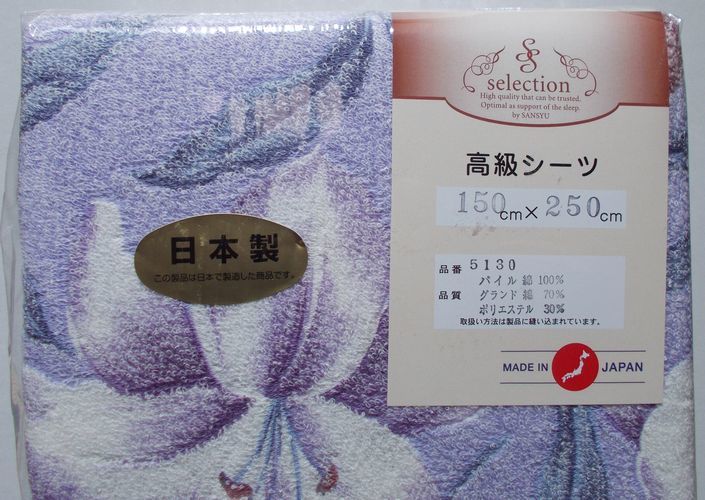 SS
selection
High quality that can be trusted.
Optimal as support of the sleep.
by SANSYU
高級シーツ
150cm×250cm
品番 5130
パイル 綿 100%
品質 グランド 綿 70%
ポリエステル 30%
取扱い方法は製品に縫い込まれています。
MADE IN JAPAN
日本製
この製品は日本で製造した商品です。